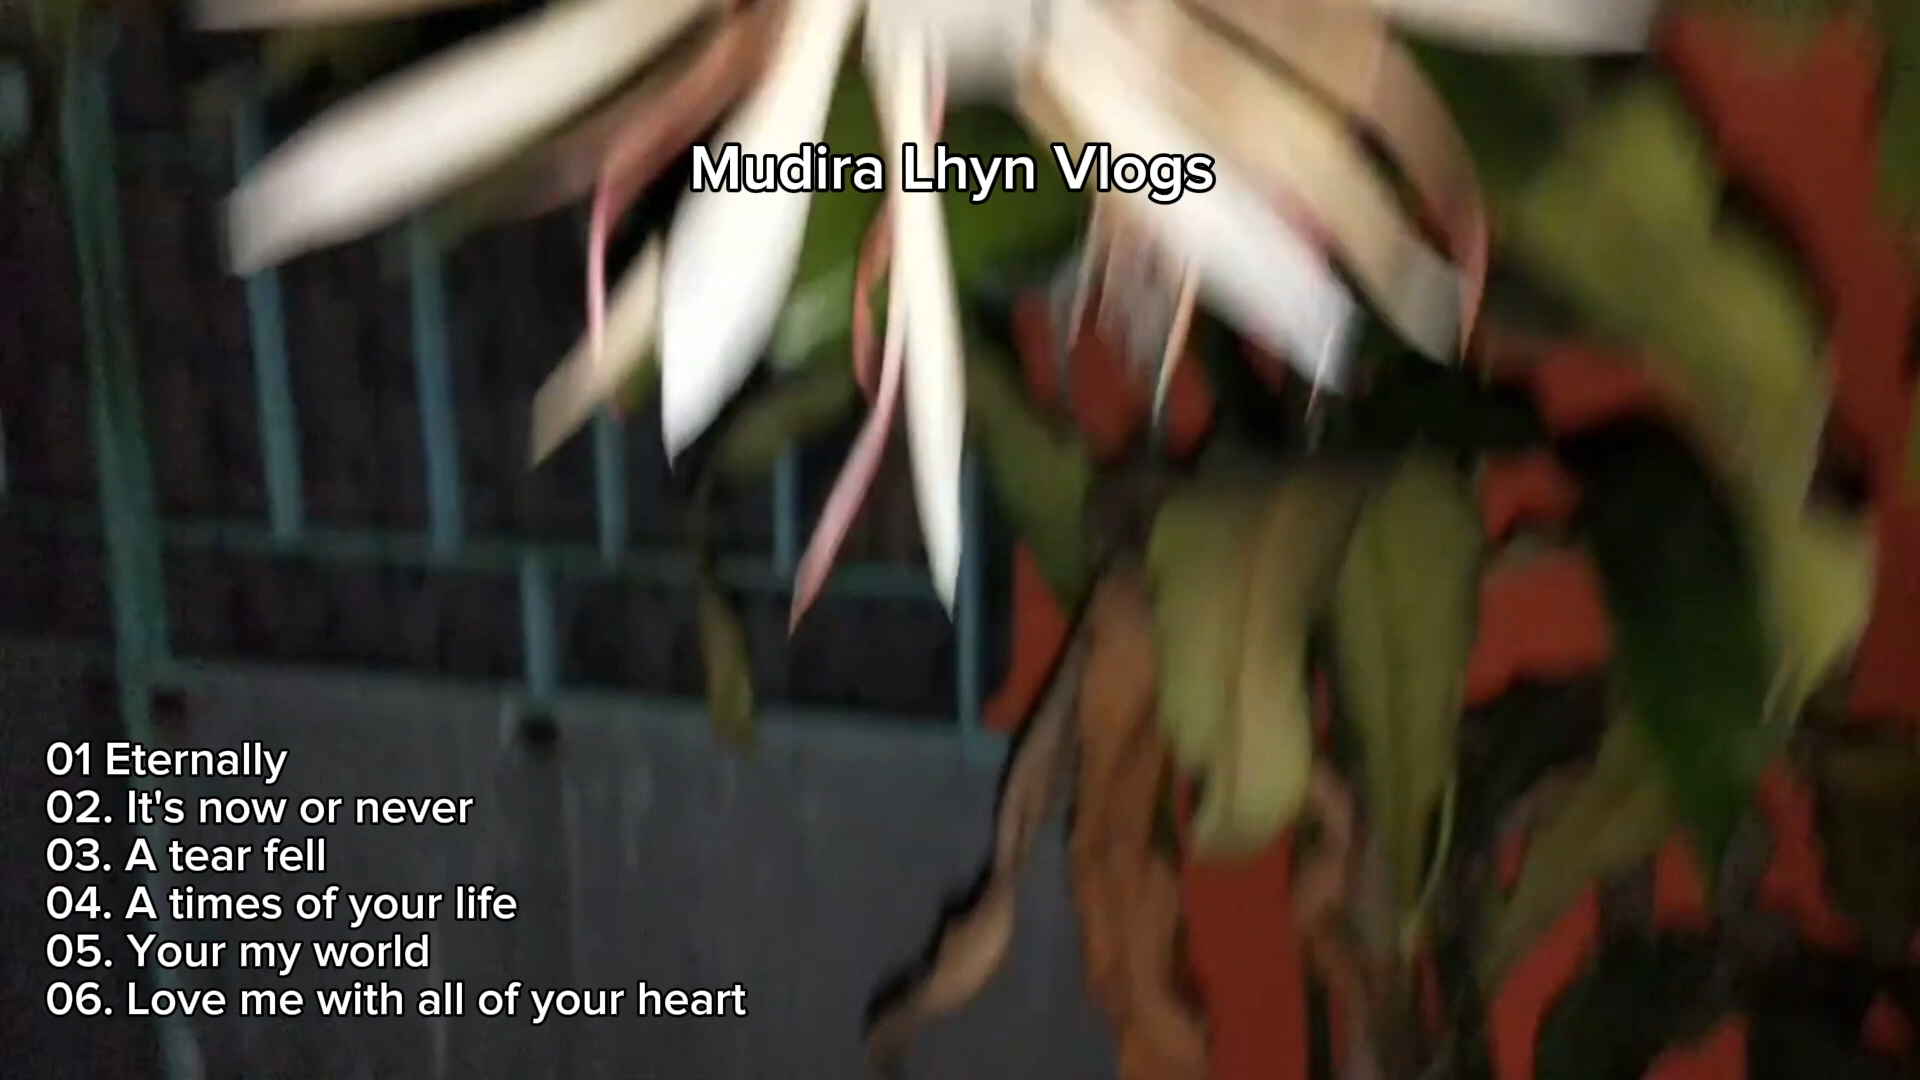 Mudira Lhyn Vlogs
01 Eternally
02. It's now or never
03. A tear fell
04. A times of your life
05. Your my world
06. Love me with all of your heart